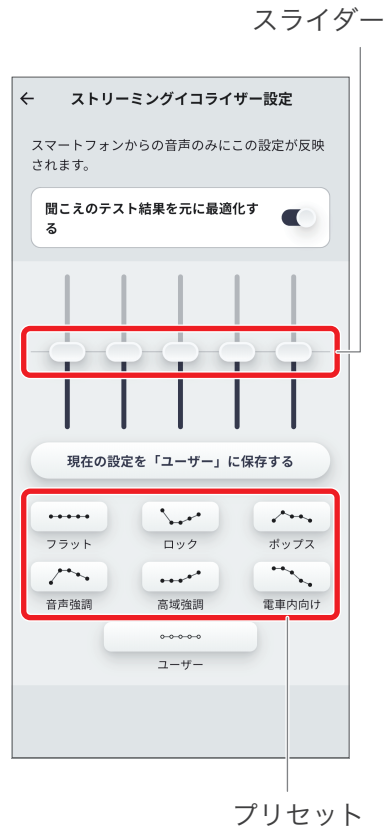 スライダー
ストリーミングイコライザー設定
スマートフォンからの音声のみにこの設定が反映
されます。
聞こえのテスト結果を元に最適化す
る
現在の設定を「ユーザー」に保存する
フラット
ロック
ポップス
音声強調
高域強調
電車内向け
ユーザー
プリセット